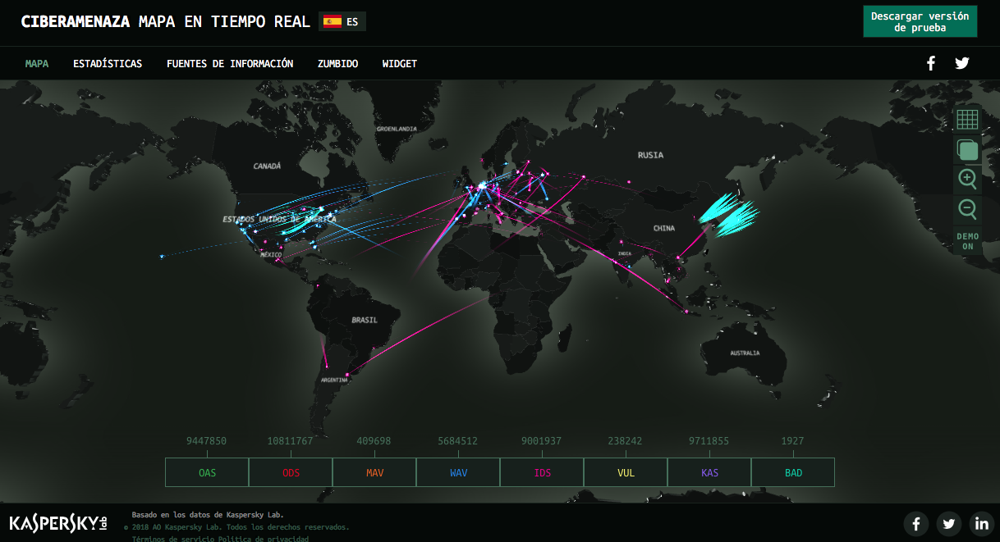 CIBERAMENAZA MAPA EN TIEMPO REAL ES
Descargar versión
de prueba
MAPA ESTADÍSTICAS FUENTES DE INFORMACIÓN ZUMBIDO WIDGET
GROENLANDIA
RUSIA
CANADÁ
ESTADOS UNIDOS DE AMÉRICA
CHINA
DEMO
ON
MÉXICO
INDIA
BRASIL
AUSTRALIA
ARGENTINA
9447850 10811767 409698 5684512 9001937 238242 9711855 1927
OAS ODS MAV WAV IDS VUL KAS BAD
KASPERSKY lab
Basado en los datos de Kaspersky Lab.
© 2018 AO Kaspersky Lab. Todos los derechos reservados.
Términos de servicio Política de privacidad